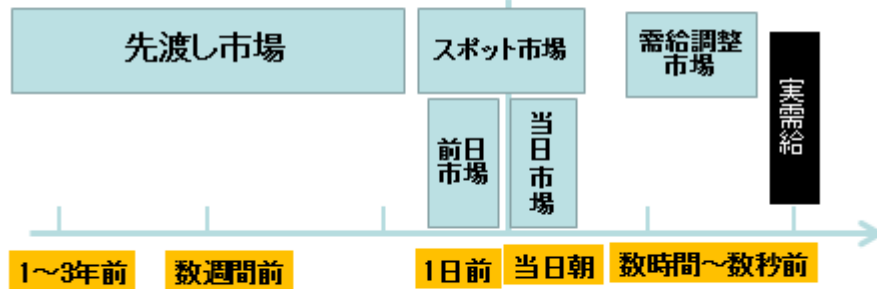 先渡し市場
スポット市場
需給調整
市場
実需給
前日
市場
当日市場
1～3年前
数週間前
1日前
当日朝
数時間～数秒前